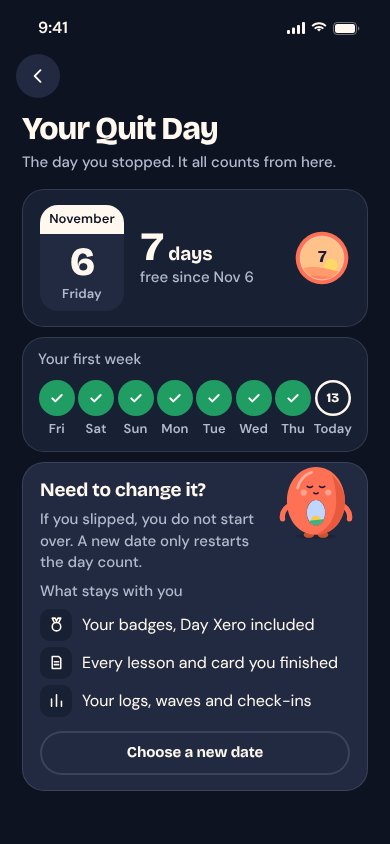 9:41
Your Quit Day
The day you stopped. It all counts from here.
November
6
Friday
7 days
free since Nov 6
7
Your first week
13
Fri Sat Sun Mon Tue Wed Thu Today
Need to change it?
If you slipped, you do not start
over. A new date only restarts
the day count.
What stays with you
Your badges, Day Xero included
Every lesson and card you finished
Your logs, waves and check-ins
Choose a new date